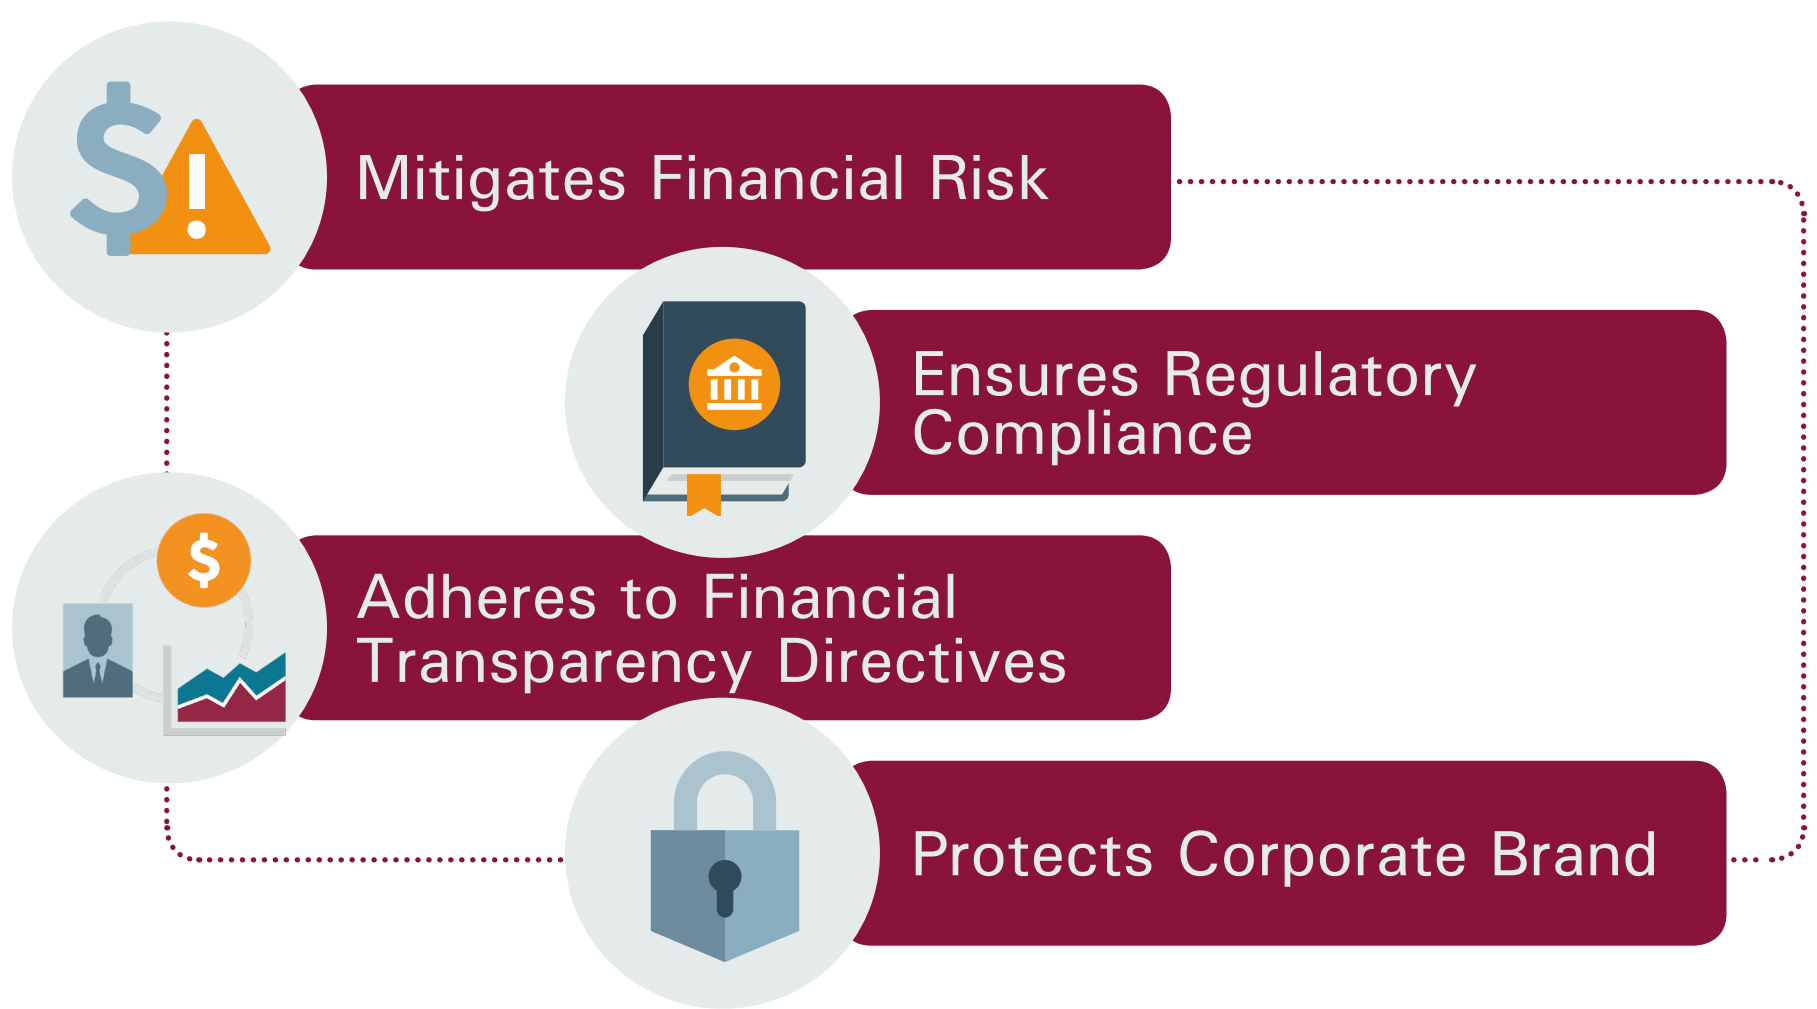 Mitigates Financial Risk
Ensures Regulatory
Compliance
Adheres to Financial
Transparency Directives
Protects Corporate Brand